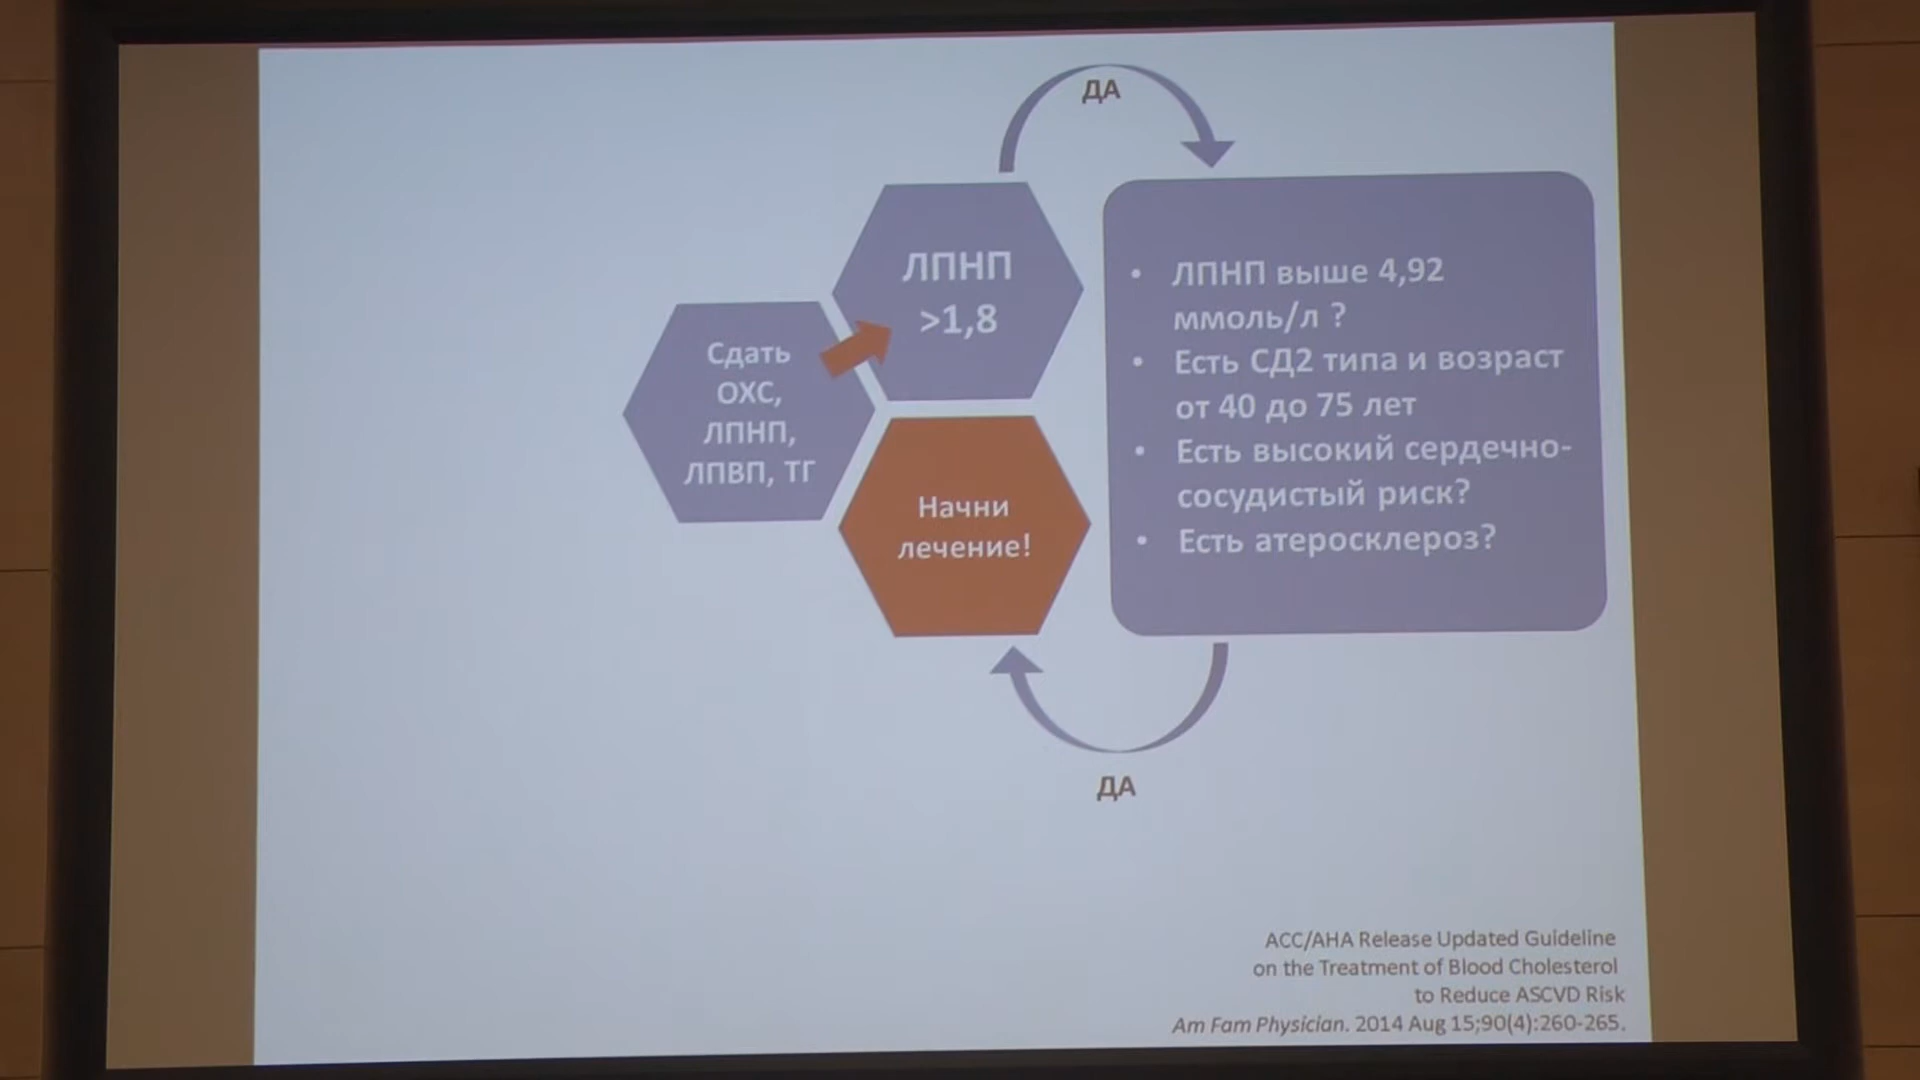 ДА
ЛПНП
>1,8
Сдать
ОХС,
ЛПНП,
ЛПВП, ТГ
Начни
лечение!
• ЛПНП выше 4,92
ммоль/л ?
• Есть СД2 типа и возраст
от 40 до 75 лет
• Есть высокий сердечно-
сосудистый риск?
• Есть атеросклероз?
ДА
ACC/AHA Release Updated Guideline
on the Treatment of Blood Cholesterol
to Reduce ASCVD Risk
Am Fam Physician. 2014 Aug 15;90(4):260-265.